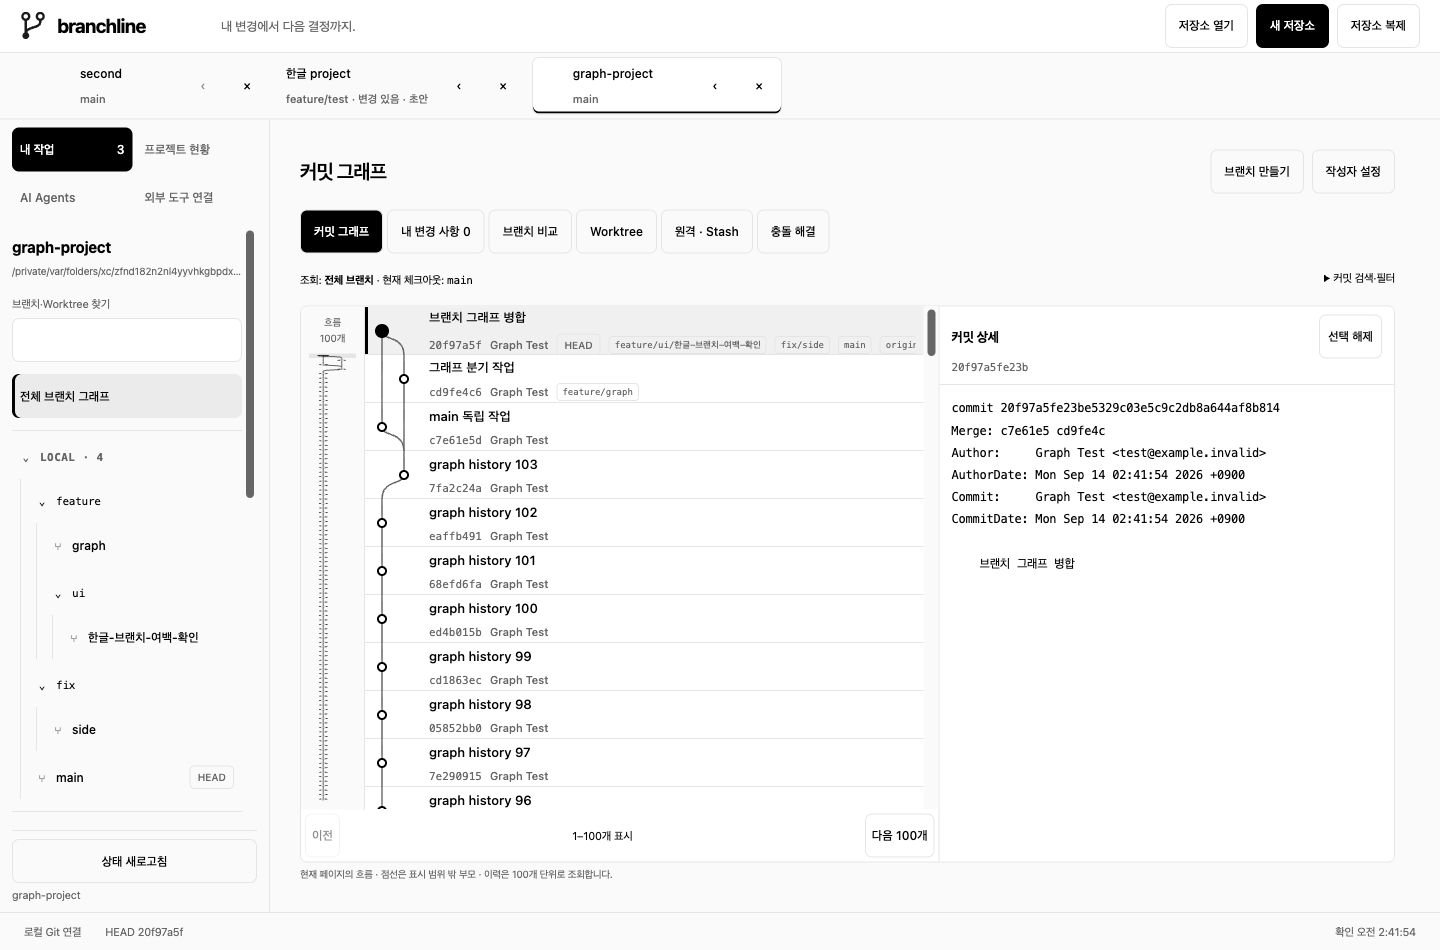 branchline
내 변경에서 다음 결정까지.
저장소 열기
새 저장소
저장소 복제
second
main
한글 project
feature/test · 변경 있음 · 초안
graph-project
main
내 작업 3
프로젝트 현황
AI Agents
외부 도구 연결
graph-project
/private/var/folders/xc/zfnd182n2nl4yyvhkgbpdx...
브랜치·Worktree 찾기
전체 브랜치 그래프
LOCAL · 4
feature
graph
ui
한글-브랜치-여백-확인
fix
side
main HEAD
상태 새로고침
graph-project
커밋 그래프
브랜치 만들기
작성자 설정
커밋 그래프
내 변경 사항 0
브랜치 비교
Worktree
원격 · Stash
충돌 해결
조회: 전체 브랜치 · 현재 체크아웃: main
▶ 커밋 검색·필터
흐름
100개
브랜치 그래프 병합
20f97a5f Graph Test HEAD feature/ui/한글-브랜치-여백-확인 fix/side main origin
그래프 분기 작업
cd9fe4c6 Graph Test feature/graph
main 독립 작업
c7e61e5d Graph Test
graph history 103
7fa2c24a Graph Test
graph history 102
eaffb491 Graph Test
graph history 101
68efd6fa Graph Test
graph history 100
ed4b015b Graph Test
graph history 99
cd1863ec Graph Test
graph history 98
05852bb0 Graph Test
graph history 97
7e290915 Graph Test
graph history 96
이전
1–100개 표시
다음 100개
커밋 상세
20f97a5fe23b
선택 해제
commit 20f97a5fe23be5329c03e5c9c2db8a644af8b814
Merge: c7e61e5 cd9fe4c
Author: Graph Test <test@example.invalid>
AuthorDate: Mon Sep 14 02:41:54 2026 +0900
Commit: Graph Test <test@example.invalid>
CommitDate: Mon Sep 14 02:41:54 2026 +0900
브랜치 그래프 병합
현재 페이지의 흐름 · 점선은 표시 범위 밖 부모 · 이력은 100개 단위로 조회합니다.
로컬 Git 연결
HEAD 20f97a5f
확인 오전 2:41:54